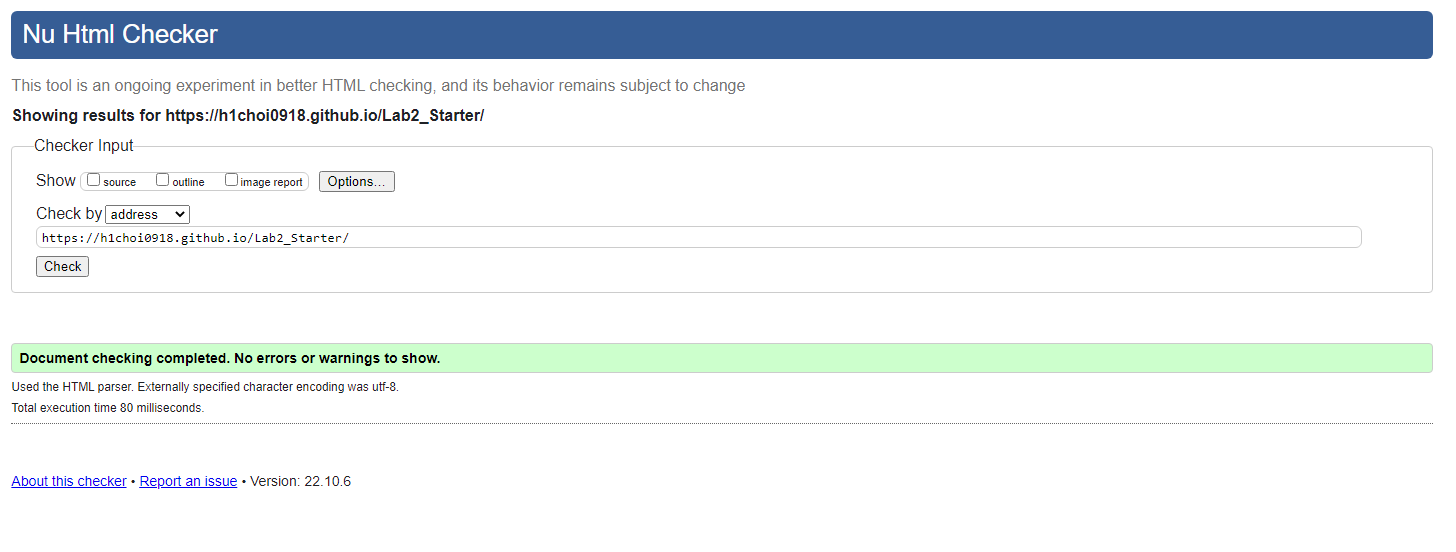 Nu Html Checker
This tool is an ongoing experiment in better HTML checking, and its behavior remains subject to change
Showing results for https://h1choi0918.github.io/Lab2_Starter/
Checker Input
Show source outline image report Options...
Check by address
https://h1choi0918.github.io/Lab2_Starter/
Check
Document checking completed. No errors or warnings to show.
Used the HTML parser. Externally specified character encoding was utf-8.
Total execution time 80 milliseconds.
About this checker • Report an issue • Version: 22.10.6